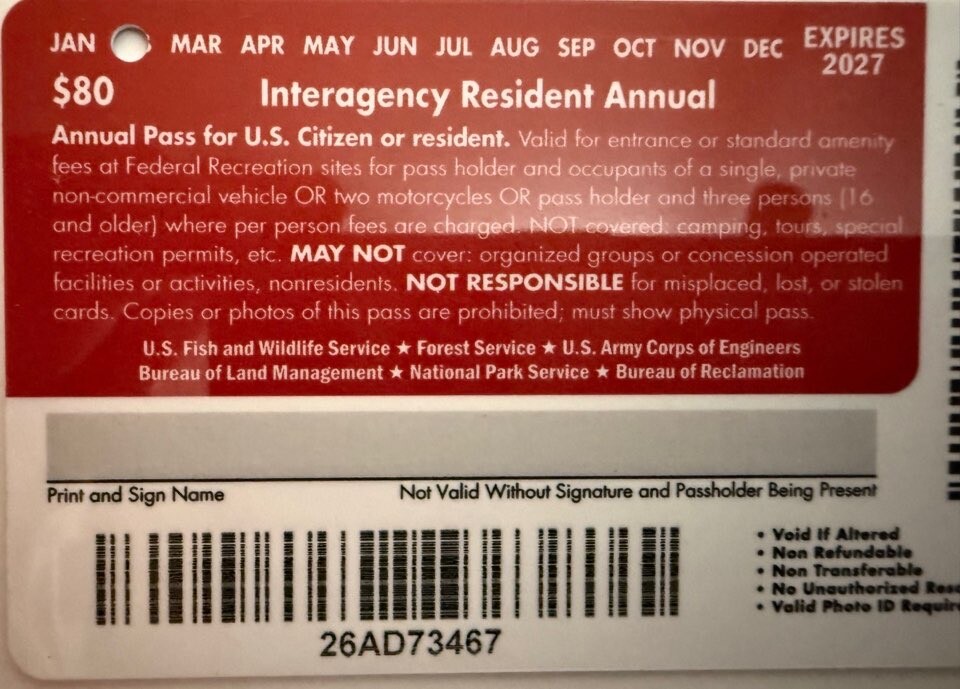 JAN MAR APR MAY JUN JUL AUG SEP OCT NOV DEC EXPIRES
2027
$80 Interagency Resident Annual
Annual Pass for U.S. Citizen or resident. Valid for entrance or standard amenity
fees at Federal Recreation sites for pass holder and occupants of a single, private
non-commercial vehicle OR two motorcycles OR pass holder and three persons (16
and older) where per person fees are charged. NOT covered: camping, tours, special
recreation permits, etc. MAY NOT cover: organized groups or concession operated
facilities or activities, nonresidents. NOT RESPONSIBLE for misplaced, lost, or stolen
cards. Copies or photos of this pass are prohibited; must show physical pass.
U.S. Fish and Wildlife Service ★ Forest Service ★ U.S. Army Corps of Engineers
Bureau of Land Management ★ National Park Service ★ Bureau of Reclamation
Print and Sign Name Not Valid Without Signature and Passholder Being Present
• Void If Altered
• Non Refundable
• Non Transferable
• No Unauthorized
• Valid Photo ID
26AD73467